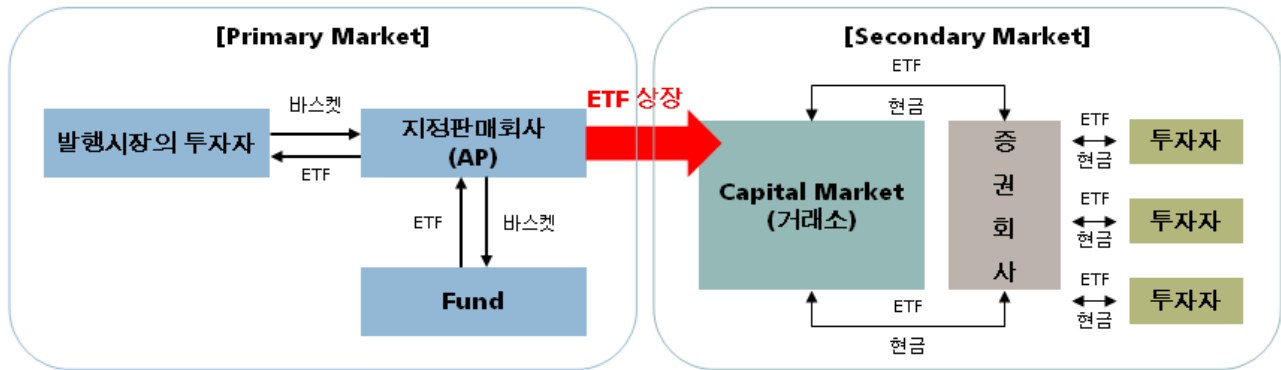 [Primary Market]
발행시장의 투자자
바스켓
ETF
지정판매회사
(AP)
ETF
바스켓
Fund
ETF 상장
[Secondary Market]
ETF
현금
Capital Market
(거래소)
증
권
회
사
ETF
현금
투자자
ETF
현금
투자자
ETF
현금
투자자
ETF
현금